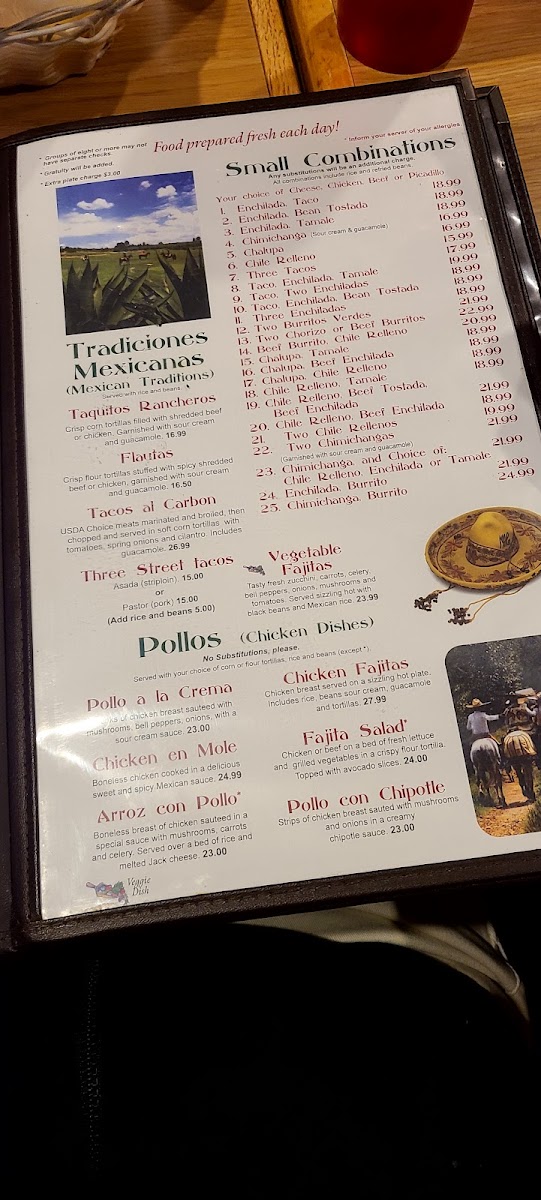 * Groups of eight or more may not
have separate checks.
* Gratuity will be added.
* Extra plate charge $3.00
Food prepared fresh each day!
* Inform your server of your allergies.
Small Combinations
Any substitutions will be an additional charge.
All combinations include rice and refried beans.
Your choice of Cheese, Chicken, Beef or Picadillo
1. Enchilada, Taco 18.99
2. Enchilada, Bean Tostada 18.99
3. Enchilada, Tamale 18.99
4. Chimichanga (Sour cream & guacamole) 16.99
5. Chalupa 16.99
6. Chile Relleno 15.99
7. Three Tacos 17.99
8. Taco, Enchilada, Tamale 19.99
9. Taco, Two Enchiladas 18.99
10. Taco, Enchilada, Bean Tostada 18.99
11. Three Enchiladas 18.99
12. Two Burritos Verdes 21.99
13. Two Chorizo or Beef Burritos 22.99
14. Beef Burrito, Chile Relleno 20.99
15. Chalupa, Tamale 18.99
16. Chalupa, Beef Enchilada 18.99
17. Chalupa, Chile Relleno 18.99
18. Chile Relleno, Tamale 18.99
19. Chile Relleno, Beef Tostada,
Beef Enchilada 21.99
20. Chile Relleno, Beef Enchilada 18.99
21. Two Chile Rellenos 19.99
22. Two Chimichangas 21.99
(Garnished with sour cream and guacamole)
23. Chimichanga, and Choice of:
Chile Relleno, Enchilada or Tamale 21.99
24. Enchilada, Burrito 21.99
25. Chimichanga, Burrito 24.99
Tradiciones
Mexicanas
(Mexican Traditions)
Served with rice and beans
Taquitos Rancheros
Crisp corn tortillas filled with shredded beef
or chicken. Garnished with sour cream
and guacamole. 16.99
Flautas
Crisp flour tortillas stuffed with spicy shredded
beef or chicken, garnished with sour cream
and guacamole. 16.50
Tacos al Carbon
USDA Choice meats marinated and broiled, then
chopped and served in soft corn tortillas with
tomatoes, spring onions and cilantro. Includes
guacamole. 26.99
Three Street tacos
Asada (striploin). 15.00
or
Pastor (pork) 15.00
(Add rice and beans 5.00)
Vegetable
Fajitas
Tasty fresh zucchini, carrots, celery,
bell peppers, onions, mushrooms and
tomatoes. Served sizzling hot with
black beans and Mexican rice. 23.99
Pollos (Chicken Dishes)
No Substitutions, please.
Served with your choice of corn or flour tortillas, rice and beans (except *).
Pollo a la Crema
of chicken breast sauteed with
mushrooms, bell peppers, onions, with a
sour cream sauce. 23.00
Chicken en Mole
Boneless chicken cooked in a delicious
sweet and spicy Mexican sauce. 24.99
Arroz con Pollo*
Boneless breast of chicken sauteed in a
special sauce with mushrooms, carrots
and celery. Served over a bed of rice and
melted Jack cheese. 23.00
Chicken Fajitas
Chicken breast served on a sizzling hot plate,
includes rice, beans sour cream, guacamole
and tortillas. 27.99
Fajita Salad*
Chicken or beef on a bed of fresh lettuce
and grilled vegetables in a crispy flour tortilla.
Topped with avocado slices. 24.00
Pollo con Chipotle
Strips of chicken breast sauted with mushrooms
and onions in a creamy
chipotle sauce. 23.00
Veggie
Dish